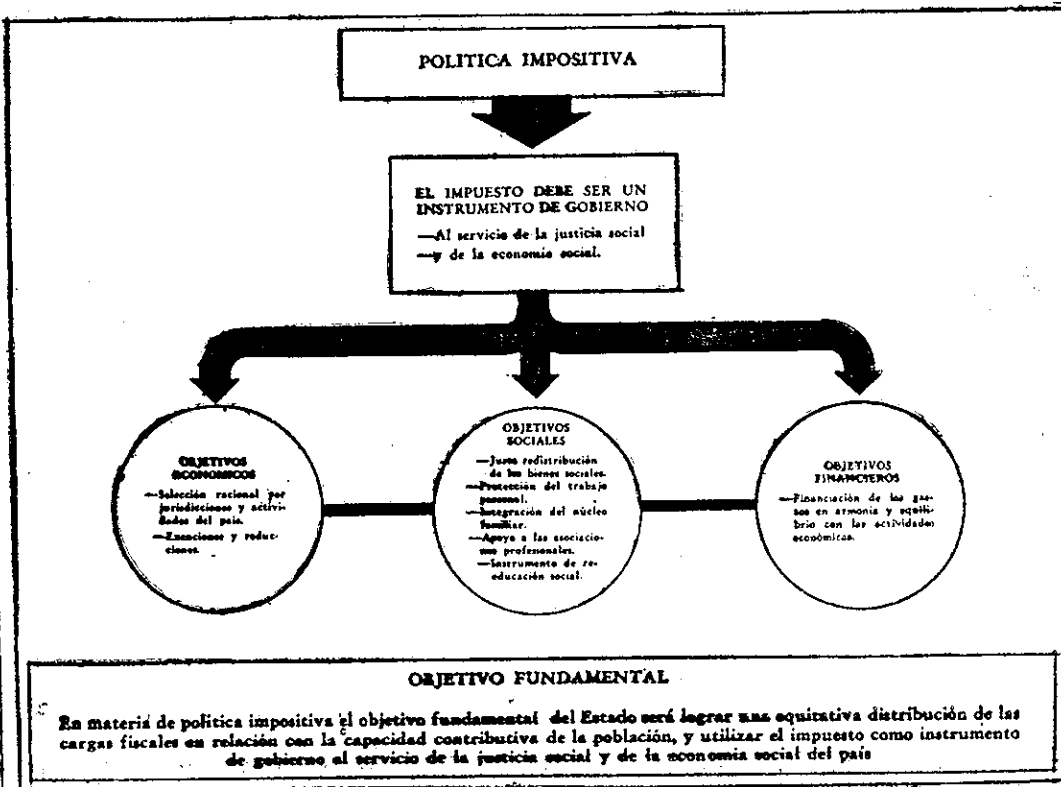 POLITICA IMPOSITIVA
EL IMPUESTO DEBE SER UN
INSTRUMENTO DE GOBIERNO
—Al servicio de la justicia social
—y de la economia social.
OBJETIVOS
ECONOMICOS
—Selección racional por
jurisdicciones y activi-
dades del país.
—Exenciones y reduc-
ciones.
OBJETIVOS
SOCIALES
—Justa redistribución
de los bienes sociales.
—Protección del trabajo
personal.
—Integración del núcleo
familiar.
—Apoyo a las asociacio-
nes profesionales.
—Instrumento de re-
educación social.
OBJETIVOS
FINANCIEROS
—Financiación de los gas-
tos en armonía y equili-
brio con las actividades
económicas.
OBJETIVO FUNDAMENTAL
En materia de politica impositiva el objetivo fundamental del Estado será lograr una equitativa distribución de las
cargas fiscales en relación con la capacidad contributiva de la población, y utilizar el impuesto como instrumento
de gobierno al servicio de la justicia social y de la economia social del país